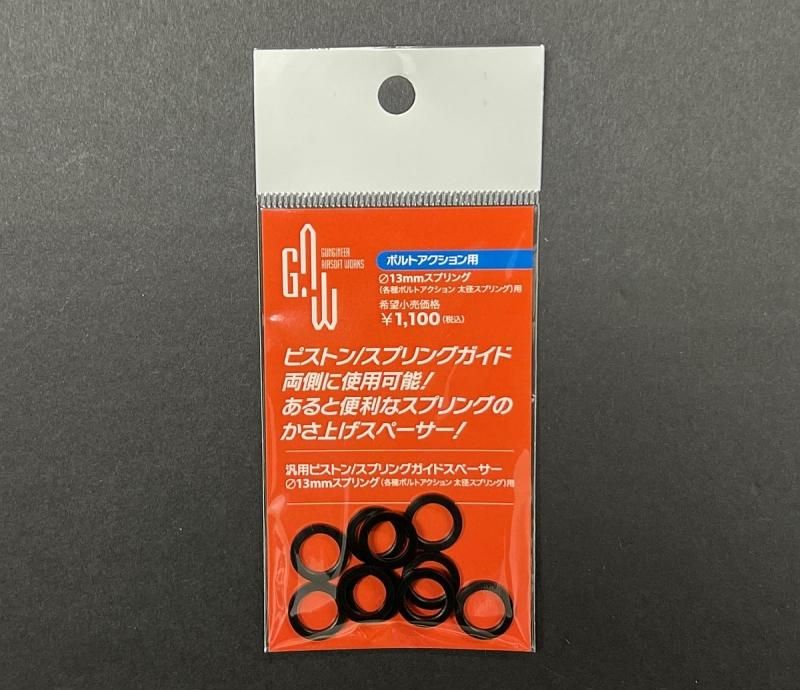 G.A.W
GUNGINEER
AIRSOFT WORKS
ボルトアクション用
∅13mmスプリング
(各種ボルトアクション 太径スプリング)用
希望小売価格
¥1,100(税込)
ピストン/スプリングガイド
両側に使用可能!
あると便利なスプリングの
かさ上げスペーサー!
汎用ピストン/スプリングガイドスペーサー
∅13mmスプリング(各種ボルトアクション 太径スプリング)用